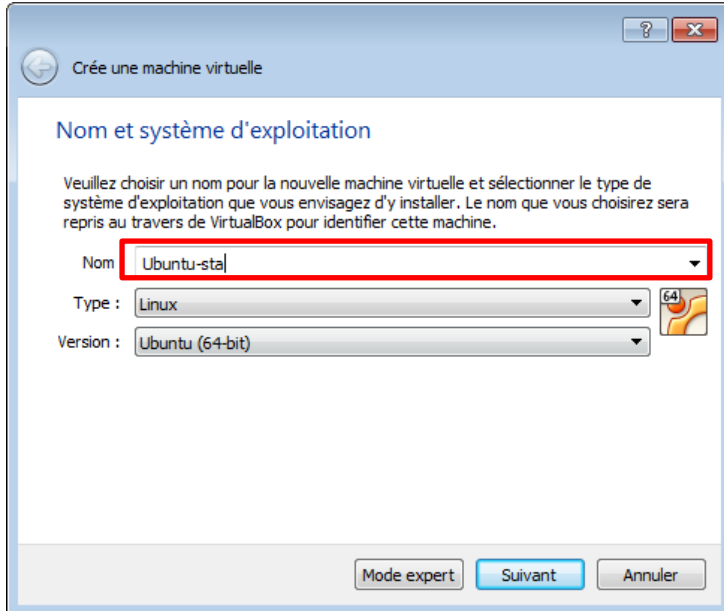 ?
Crée une machine virtuelle
Nom et système d'exploitation
Veuillez choisir un nom pour la nouvelle machine virtuelle et sélectionner le type de
système d'exploitation que vous envisagez d'y installer. Le nom que vous choisirez sera
repris au travers de VirtualBox pour identifier cette machine.
Nom Ubuntu-sta
Type : Linux 64
Version : Ubuntu (64-bit)
Mode expert Suivant Annuler